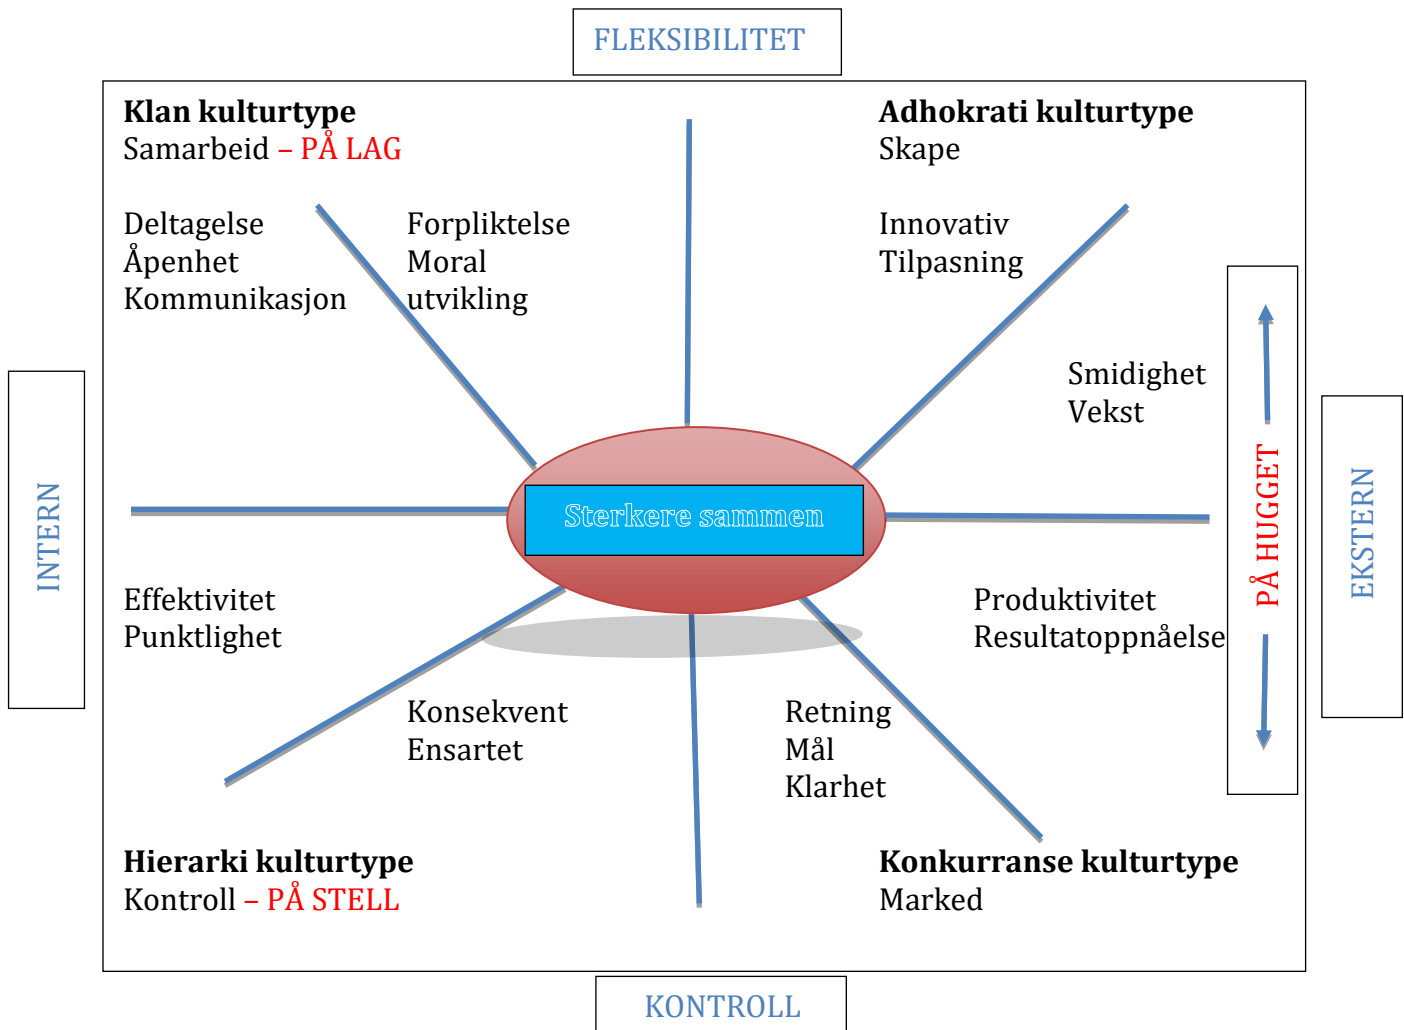 FLEKSIBILITET
Klan kulturtype
Samarbeid – PÅ LAG
Deltagelse
Åpenhet
Kommunikasjon
Forpliktelse
Moral
utvikling
Adhokrati kulturtype
Skape
Innovativ
Tilpasning
Smidighet
Vekst
INTERN
Sterkere sammen
PÅ HUGGET
EKSTERN
Effektivitet
Punktlighet
Konsekvent
Ensartet
Hierarki kulturtype
Kontroll – PÅ STELL
Produktivitet
Resultatoppnåelse
Retning
Mål
Klarhet
Konkurranse kulturtype
Marked
KONTROLL